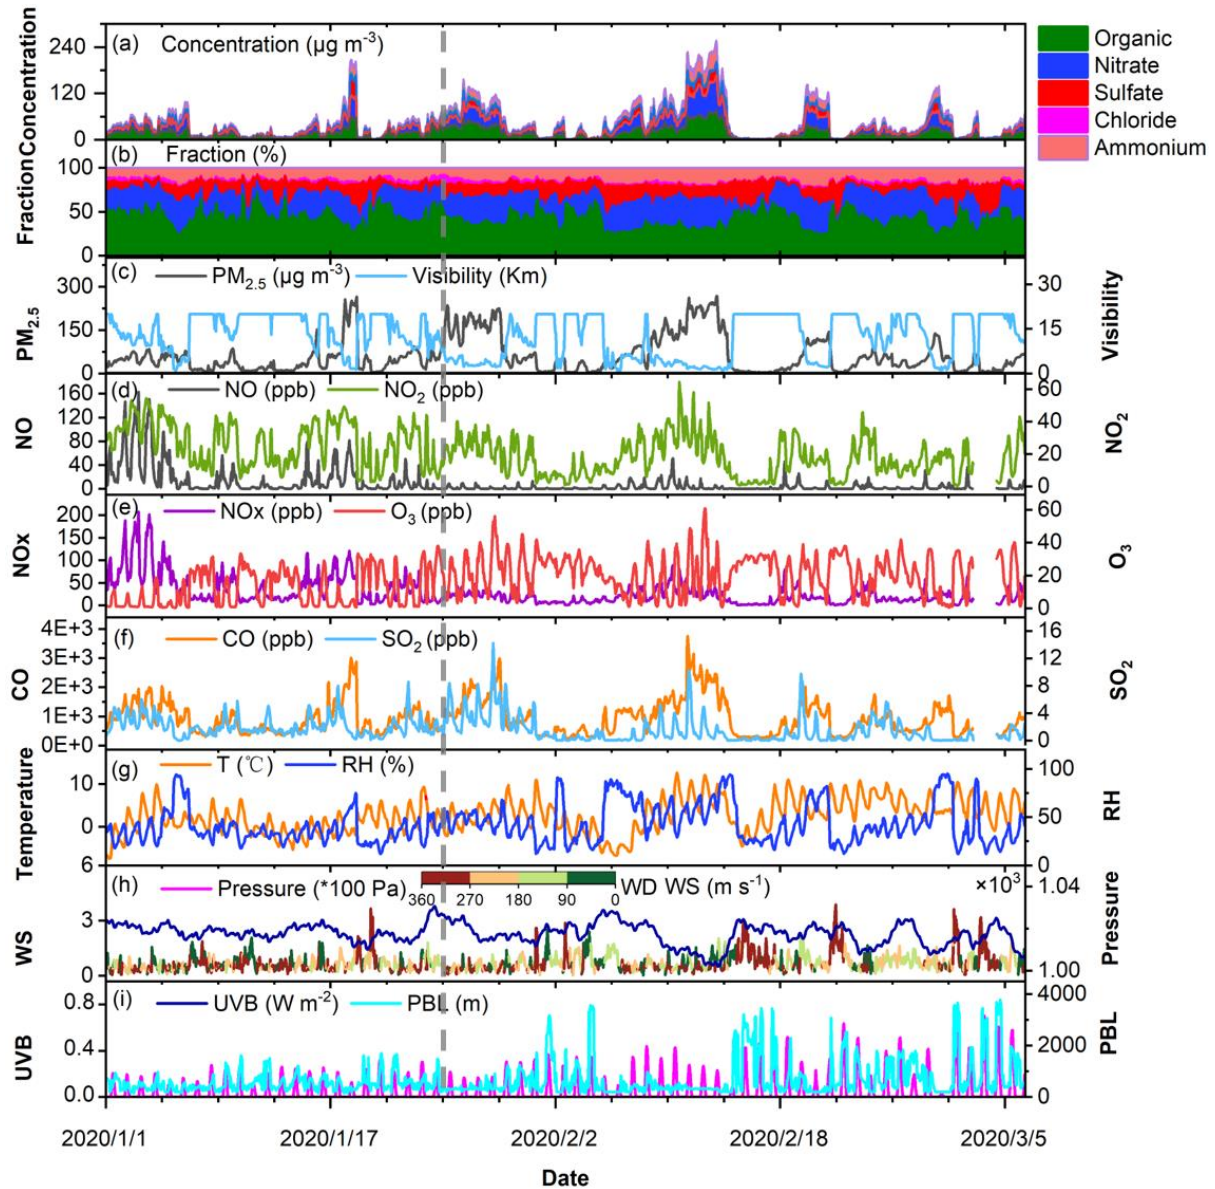 (a) Concentration (μg m-3)
Concentration
240
120
0
Organic
Nitrate
Sulfate
Chloride
Ammonium
(b) Fraction (%)
Fraction
100
50
0
(c) PM2.5 (μg m-3) Visibility (Km)
PM2.5
300
150
0
30
15
0
Visibility
(d) NO (ppb) NO2 (ppb)
NO
160
120
80
40
0
60
40
20
0
NO2
(e) NOx (ppb) O3 (ppb)
NOx
200
150
100
50
0
60
40
20
0
O3
(f) CO (ppb) SO2 (ppb)
CO
4E+3
3E+3
2E+3
1E+3
0E+0
16
12
8
4
0
SO2
(g) T (℃) RH (%)
Temperature
10
0
100
50
0
RH
(h) Pressure (*100 Pa) 360 270 180 90 0 WD WS (m s-1) ×103
WS
6
3
0
1.04
1.00
Pressure
(i) UVB (W m-2) PBL (m)
UVB
0.8
0.4
0.0
4000
2000
0
PBL
2020/1/1 2020/1/17 2020/2/2 2020/2/18 2020/3/5
Date